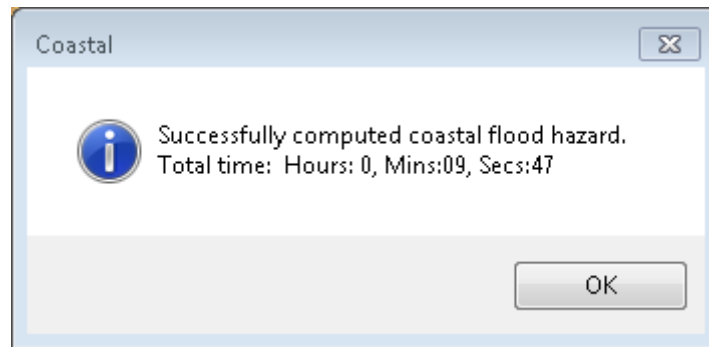 Coastal
Successfully computed coastal flood hazard.
Total time:  Hours: 0, Mins:09, Secs:47
OK